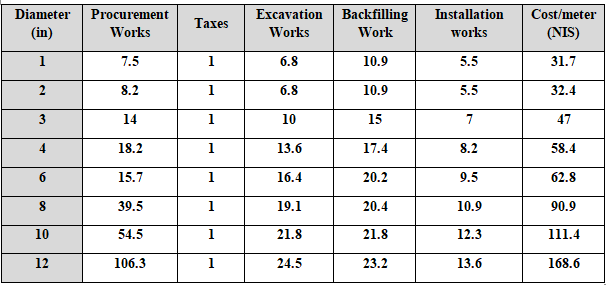 Diameter (in) Procurement Works Taxes Excavation Works Backfilling Work Installation works Cost/meter (NIS)
1 7.5 1 6.8 10.9 5.5 31.7
2 8.2 1 6.8 10.9 5.5 32.4
3 14 1 10 15 7 47
4 18.2 1 13.6 17.4 8.2 58.4
6 15.7 1 16.4 20.2 9.5 62.8
8 39.5 1 19.1 20.4 10.9 90.9
10 54.5 1 21.8 21.8 12.3 111.4
12 106.3 1 24.5 23.2 13.6 168.6